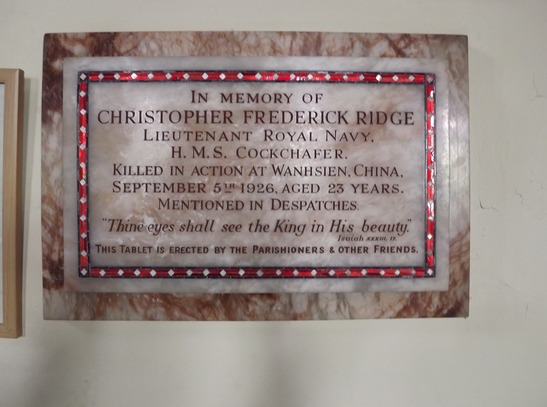 IN MEMORY OF
CHRISTOPHER FREDERICK RIDGE
LIEUTENANT ROYAL NAVY,
H.M.S. COCKCHAFER.
KILLED IN ACTION AT WANHSIEN, CHINA,
SEPTEMBER 5TH 1926, AGED 23 YEARS.
MENTIONED IN DESPATCHES.
"Thine eyes shall see the King in His beauty."
Isaiah XXXIII. 17.
THIS TABLET IS ERECTED BY THE PARISHIONERS & OTHER FRIENDS.